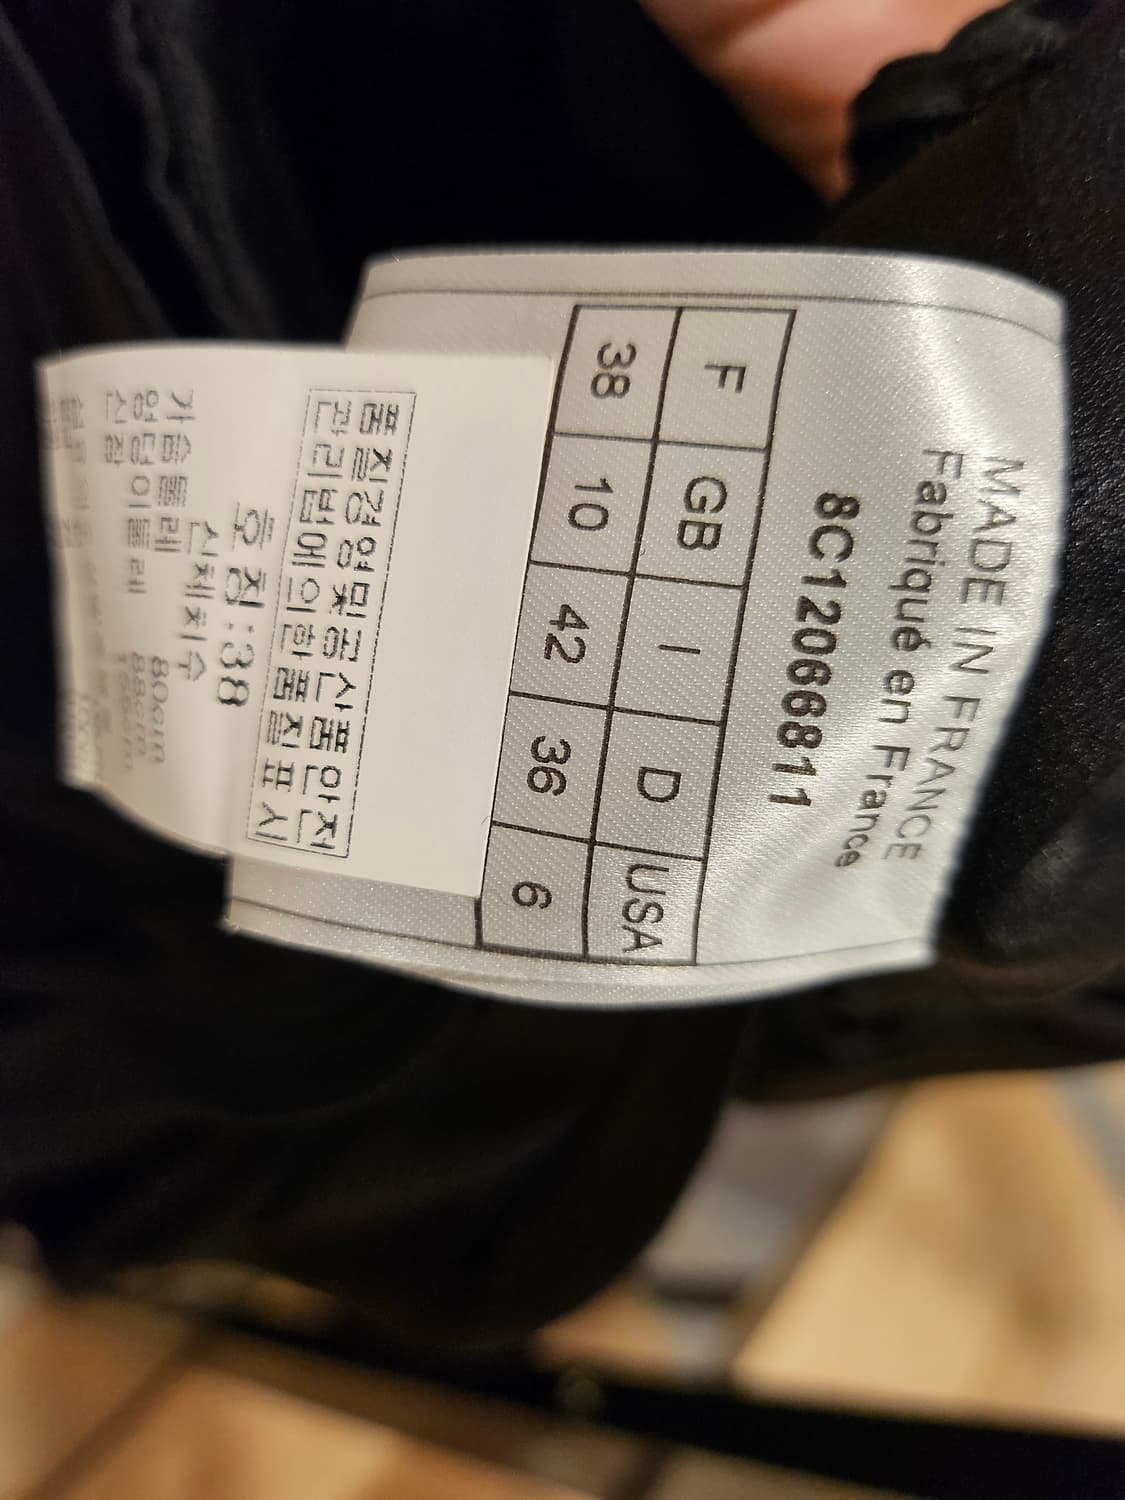 MADE IN FRANCE
Fabriqué en France
8C12066811
F GB I D USA
38 10 42 36 6
품질경영및공산품안전
관리법에의한품질표시
호칭:38
신체치수
가슴둘레 80cm
엉덩이둘레 88cm
신장